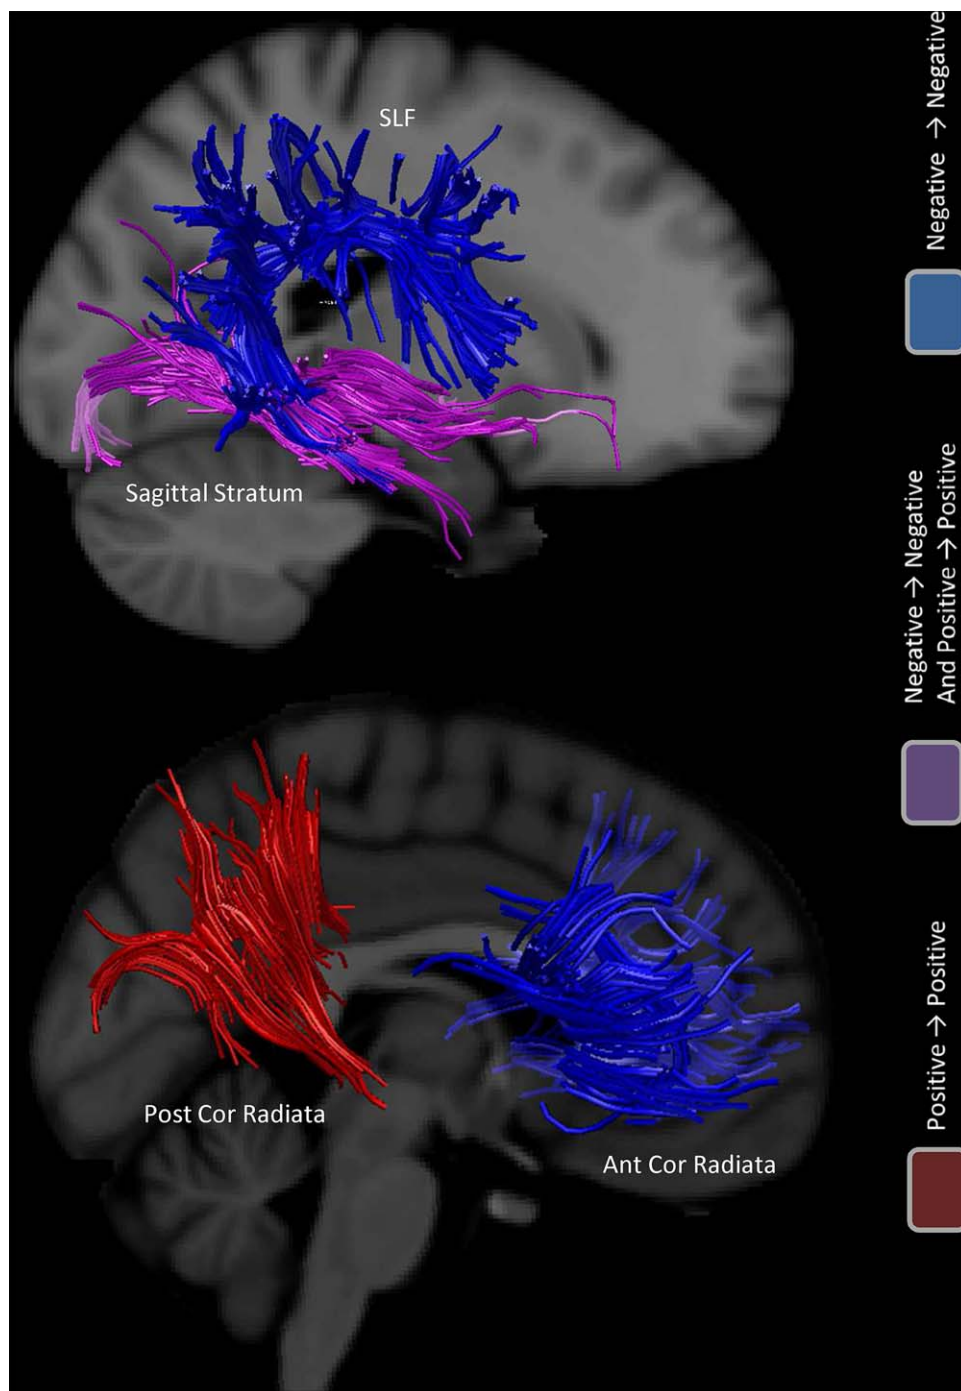 SLF
Sagittal Stratum
Post Cor Radiata
Ant Cor Radiata
Positive → Positive
Negative → Negative
And Positive → Positive
Negative → Negative